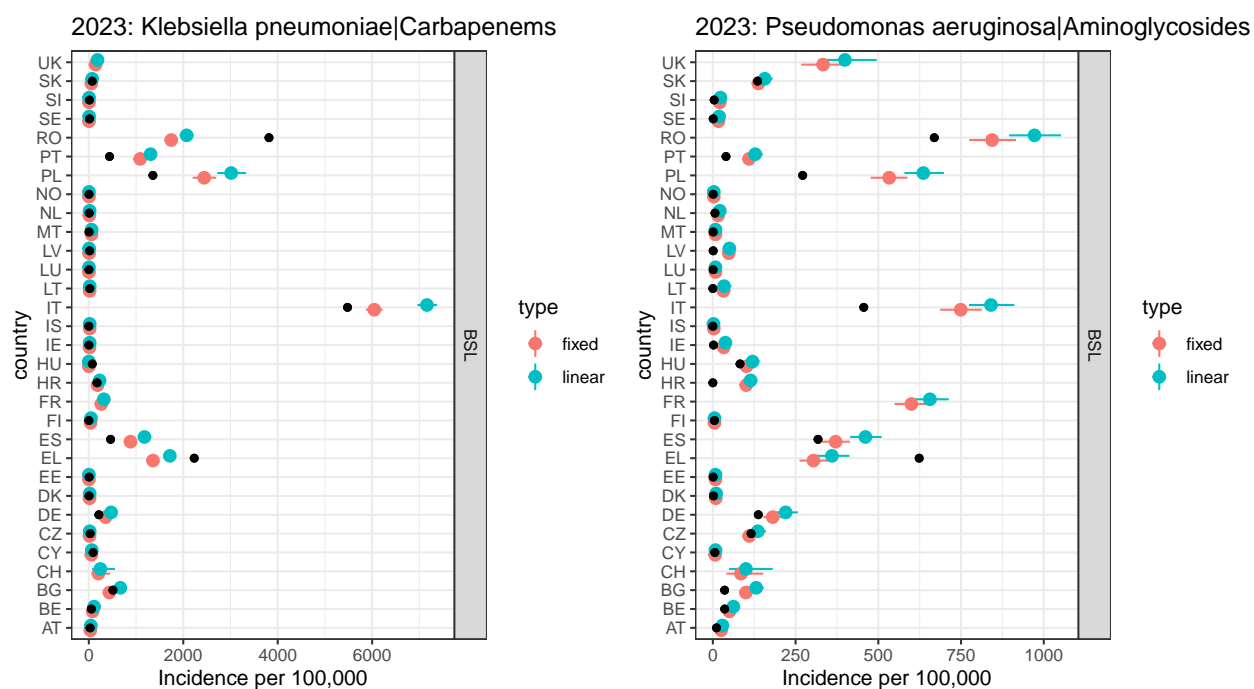 2023: Klebsiella pneumoniae|Carbapenems
UK
SK
SI
SE
RO
PT
PL
NO
NL
MT
LV
LU
LT
IT
IS
IE
HU
HR
FR
FI
ES
EL
EE
DK
DE
CZ
CY
CH
BG
BE
AT
country
0 2000 4000 6000
Incidence per 100,000
BSL
type
fixed
linear
2023: Pseudomonas aeruginosa|Aminoglycosides
UK
SK
SI
SE
RO
PT
PL
NO
NL
MT
LV
LU
LT
IT
IS
IE
HU
HR
FR
FI
ES
EL
EE
DK
DE
CZ
CY
CH
BG
BE
AT
country
0 250 500 750 1000
Incidence per 100,000
BSL
type
fixed
linear